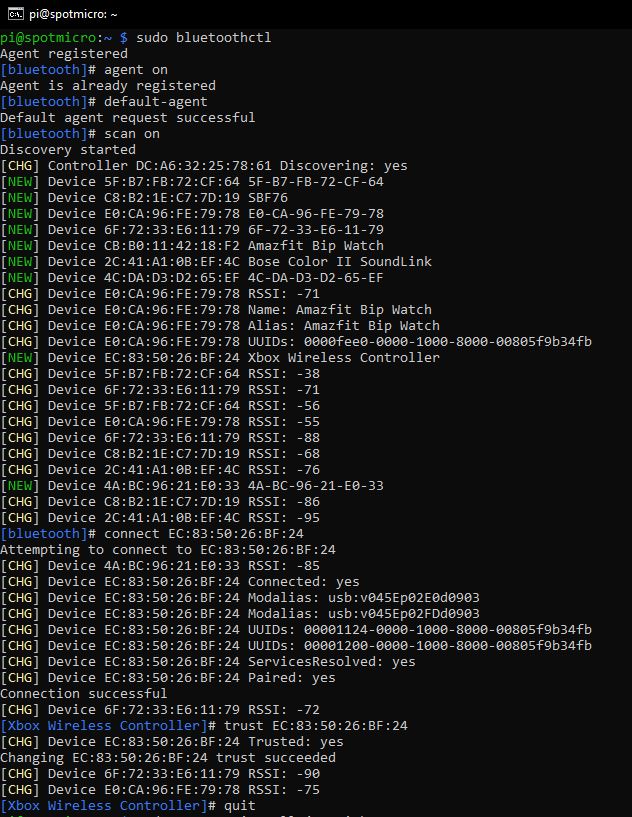 pi@spotmicro: ~
pi@spotmicro:~ $ sudo bluetoothctl
Agent registered
[bluetooth]# agent on
Agent is already registered
[bluetooth]# default-agent
Default agent request successful
[bluetooth]# scan on
Discovery started
[CHG] Controller DC:A6:32:25:78:61 Discovering: yes
[NEW] Device 5F:B7:FB:72:CF:64 5F-B7-FB-72-CF-64
[NEW] Device C8:B2:1E:C7:7D:19 SBF76
[NEW] Device E0:CA:96:FE:79:78 E0-CA-96-FE-79-78
[NEW] Device 6F:72:33:E6:11:79 6F-72-33-E6-11-79
[NEW] Device CB:B0:11:42:18:F2 Amazfit Bip Watch
[NEW] Device 2C:41:A1:0B:EF:4C Bose Color II SoundLink
[NEW] Device 4C:DA:D3:D2:65:EF 4C-DA-D3-D2-65-EF
[CHG] Device E0:CA:96:FE:79:78 RSSI: -71
[CHG] Device E0:CA:96:FE:79:78 Name: Amazfit Bip Watch
[CHG] Device E0:CA:96:FE:79:78 Alias: Amazfit Bip Watch
[CHG] Device E0:CA:96:FE:79:78 UUIDs: 0000fee0-0000-1000-8000-00805f9b34fb
[NEW] Device EC:83:50:26:BF:24 Xbox Wireless Controller
[CHG] Device 5F:B7:FB:72:CF:64 RSSI: -38
[CHG] Device 6F:72:33:E6:11:79 RSSI: -71
[CHG] Device 5F:B7:FB:72:CF:64 RSSI: -56
[CHG] Device E0:CA:96:FE:79:78 RSSI: -55
[CHG] Device 6F:72:33:E6:11:79 RSSI: -88
[CHG] Device C8:B2:1E:C7:7D:19 RSSI: -68
[CHG] Device 2C:41:A1:0B:EF:4C RSSI: -76
[NEW] Device 4A:BC:96:21:E0:33 4A-BC-96-21-E0-33
[CHG] Device C8:B2:1E:C7:7D:19 RSSI: -86
[CHG] Device 2C:41:A1:0B:EF:4C RSSI: -95
[bluetooth]# connect EC:83:50:26:BF:24
Attempting to connect to EC:83:50:26:BF:24
[CHG] Device 4A:BC:96:21:E0:33 RSSI: -85
[CHG] Device EC:83:50:26:BF:24 Connected: yes
[CHG] Device EC:83:50:26:BF:24 Modalias: usb:v045Ep02E0d0903
[CHG] Device EC:83:50:26:BF:24 Modalias: usb:v045Ep02FDd0903
[CHG] Device EC:83:50:26:BF:24 UUIDs: 00001124-0000-1000-8000-00805f9b34fb
[CHG] Device EC:83:50:26:BF:24 UUIDs: 00001200-0000-1000-8000-00805f9b34fb
[CHG] Device EC:83:50:26:BF:24 ServicesResolved: yes
[CHG] Device EC:83:50:26:BF:24 Paired: yes
Connection successful
[CHG] Device 6F:72:33:E6:11:79 RSSI: -72
[Xbox Wireless Controller]# trust EC:83:50:26:BF:24
[CHG] Device EC:83:50:26:BF:24 Trusted: yes
Changing EC:83:50:26:BF:24 trust succeeded
[CHG] Device 6F:72:33:E6:11:79 RSSI: -90
[CHG] Device E0:CA:96:FE:79:78 RSSI: -75
[Xbox Wireless Controller]# quit